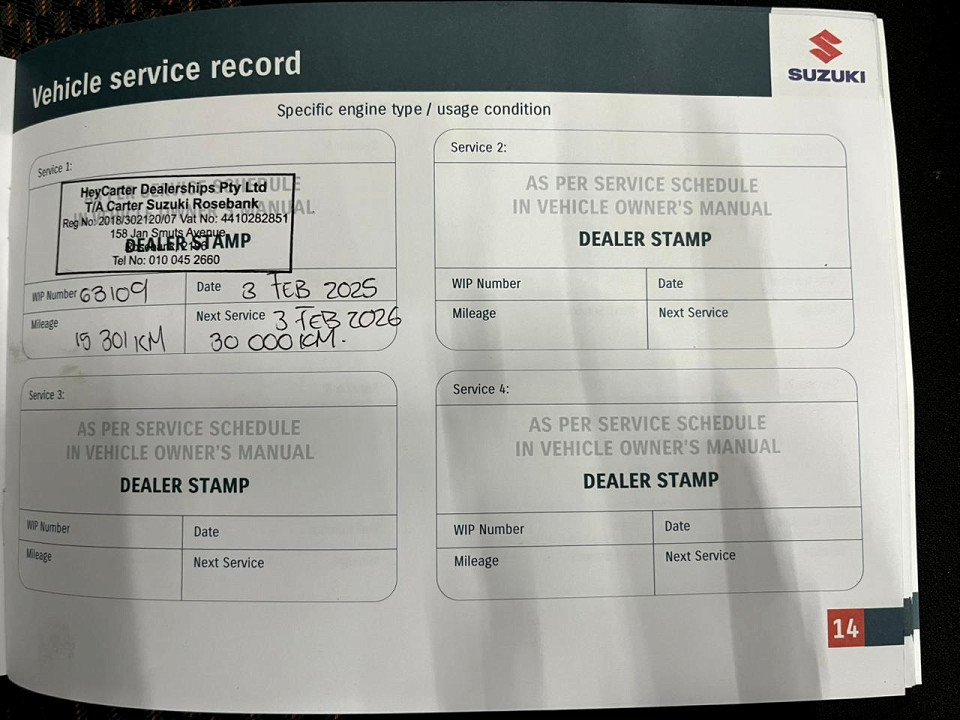 Vehicle service record
SUZUKI
Specific engine type / usage condition
Service 1:
HeyCarter Dealerships Pty Ltd
T/A Carter Suzuki Rosebank
Reg No: 2018/302120/07 Vat No: 4410282851
158 Jan Smuts Avenue
DEALER STAMP
Tel No: 010 045 2660
WIP Number 63109
Date 3 FEB 2025
Mileage
15 301 KM
Next Service 3 FEB 2026
30 000 KM.
Service 2:
AS PER SERVICE SCHEDULE
IN VEHICLE OWNER'S MANUAL
DEALER STAMP
WIP Number
Date
Mileage
Next Service
Service 3:
AS PER SERVICE SCHEDULE
IN VEHICLE OWNER'S MANUAL
DEALER STAMP
WIP Number
Date
Mileage
Next Service
Service 4:
AS PER SERVICE SCHEDULE
IN VEHICLE OWNER'S MANUAL
DEALER STAMP
WIP Number
Date
Mileage
Next Service
14